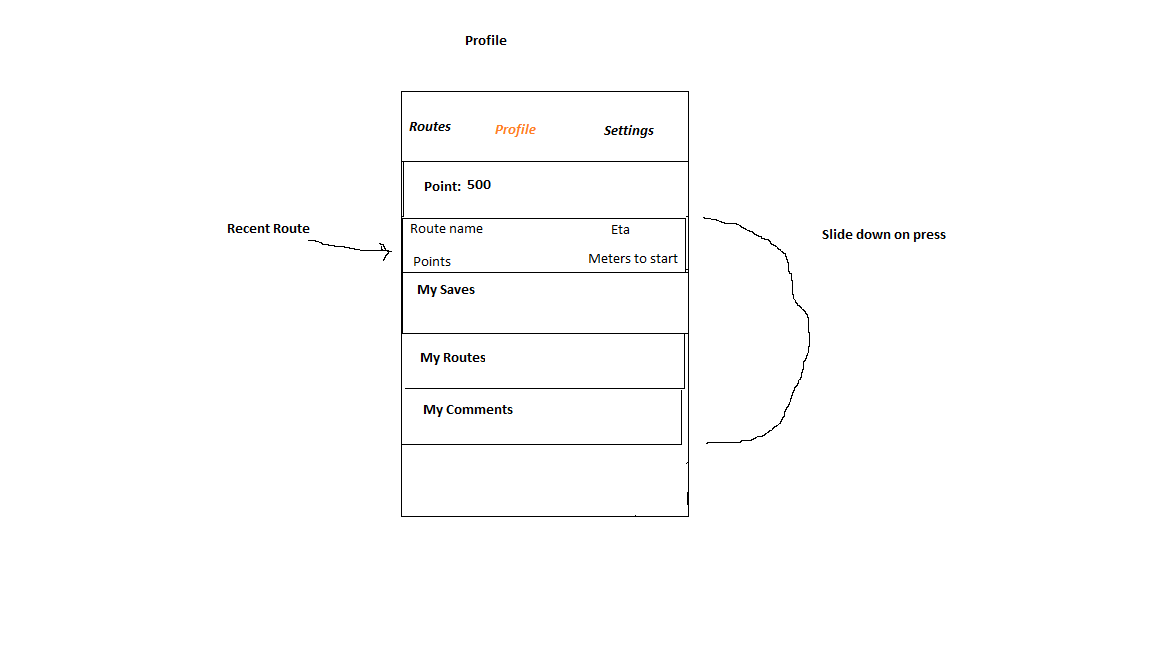 Profile
Routes Profile Settings
Point: 500
Recent Route
Route name Eta
Slide down on press
Points Meters to start
My Saves
My Routes
My Comments